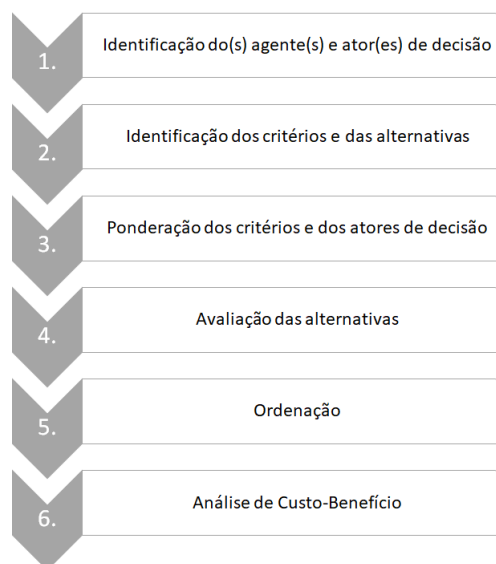 1. Identificação do(s) agente(s) e ator(es) de decisão
2. Identificação dos critérios e das alternativas
3. Ponderação dos critérios e dos atores de decisão
4. Avaliação das alternativas
5. Ordenação
6. Análise de Custo-Benefício